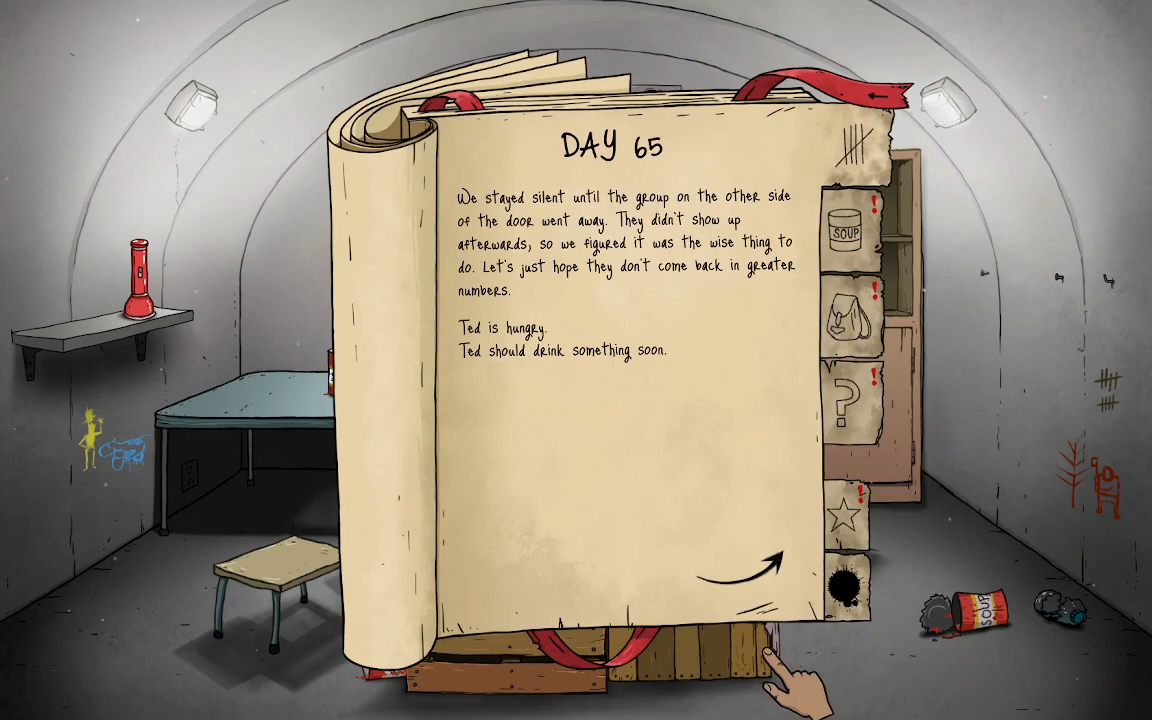 DAY 65
We stayed silent until the group on the other side
of the door went away. They didn't show up
afterwards, so we figured it was the wise thing to
do. Let's just hope they don't come back in greater
numbers.
Ted is hungry.
Ted should drink something soon.
SOUP
!
!
?
!
!
SOUP